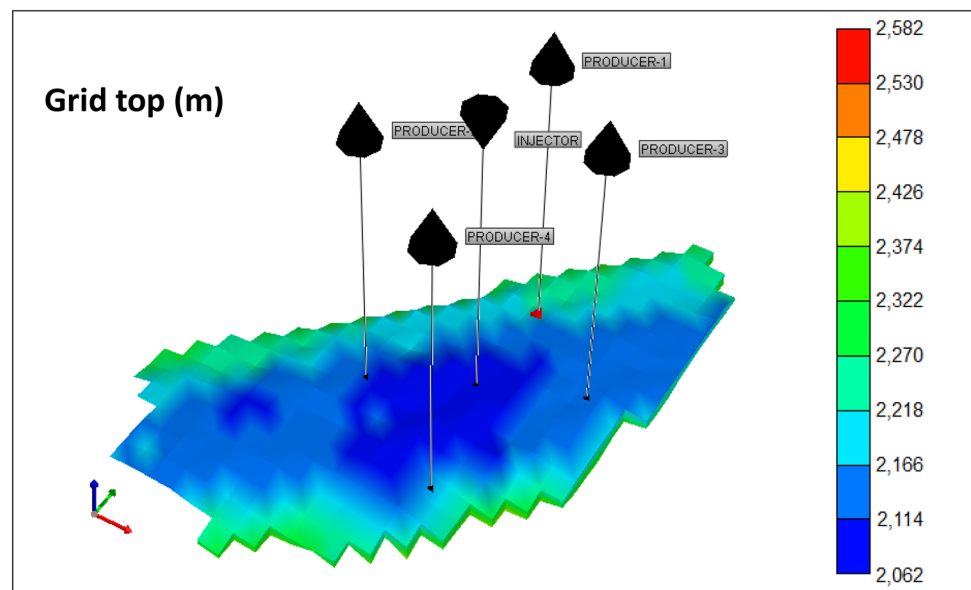 Grid top (m)
PRODUCER-1
PRODUCER-
INJECTOR
PRODUCER-3
PRODUCER-4
2,582
2,530
2,478
2,426
2,374
2,322
2,270
2,218
2,166
2,114
2,062